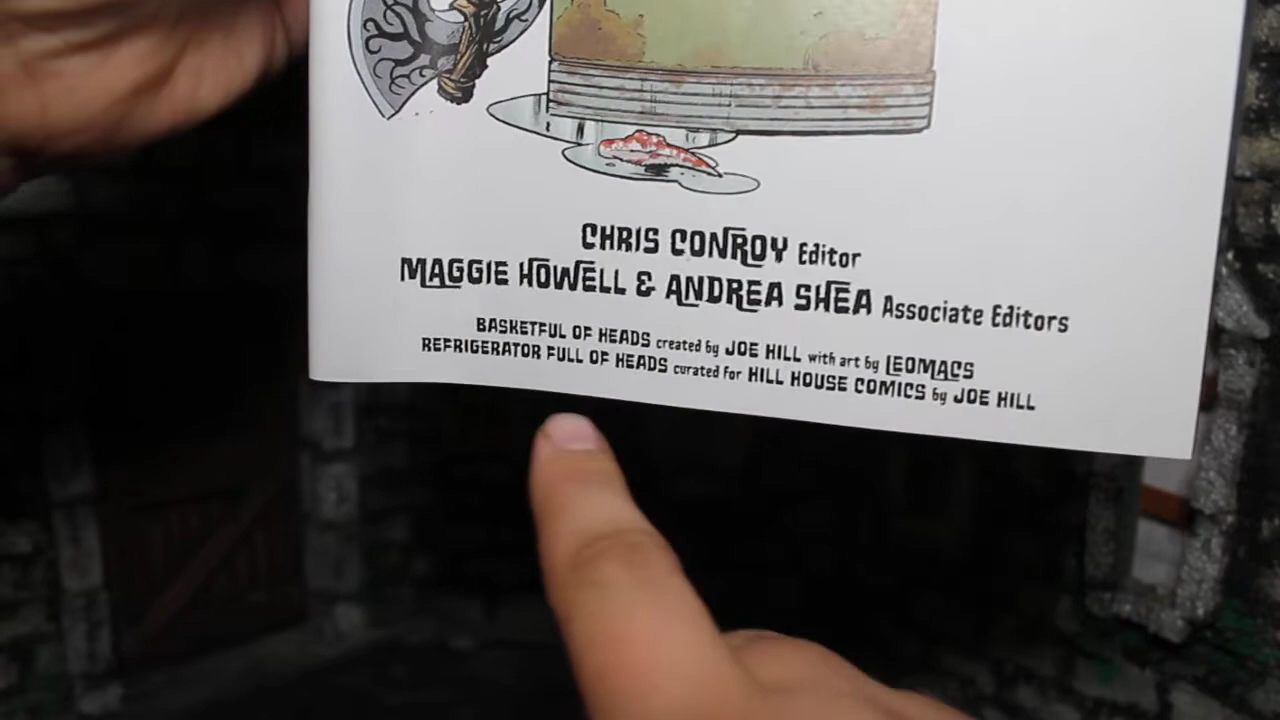 CHRIS CONROY Editor
MAGGIE HOWELL & ANDREA SHEA Associate Editors
BASKETFUL OF HEADS created by JOE HILL with art by LEOMACS
REFRIGERATOR FULL OF HEADS curated for HILL HOUSE COMICS by JOE HILL